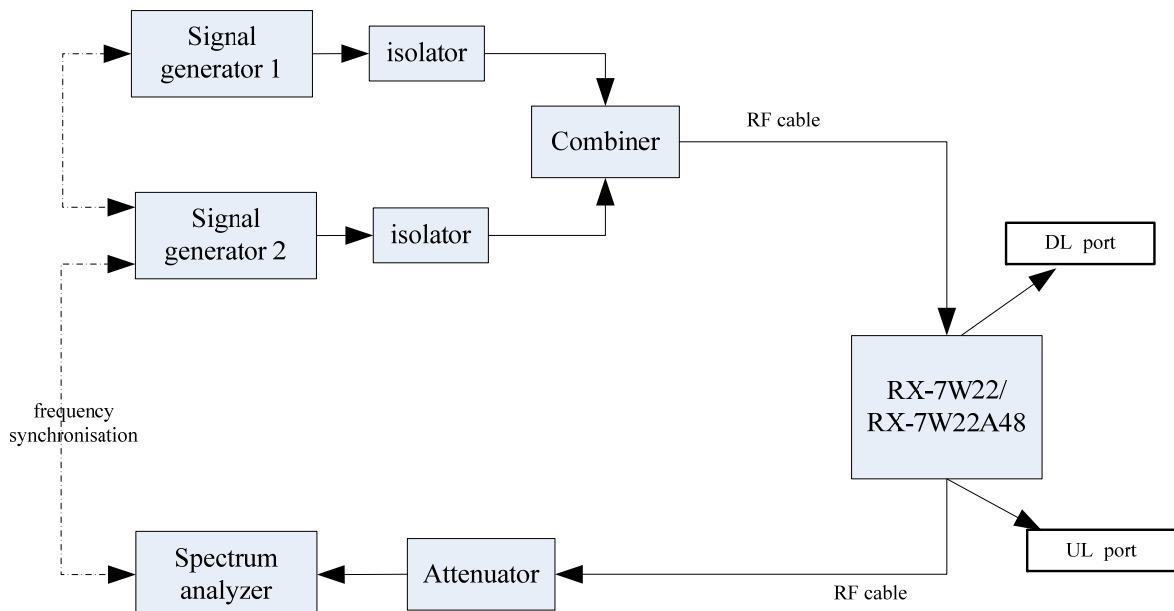 Signal
generator 1
isolator
Combiner
RF cable
Signal
generator 2
isolator
DL port
RX-7W22/
RX-7W22A48
frequency
synchronisation
Spectrum
analyzer
Attenuator
RF cable
UL port